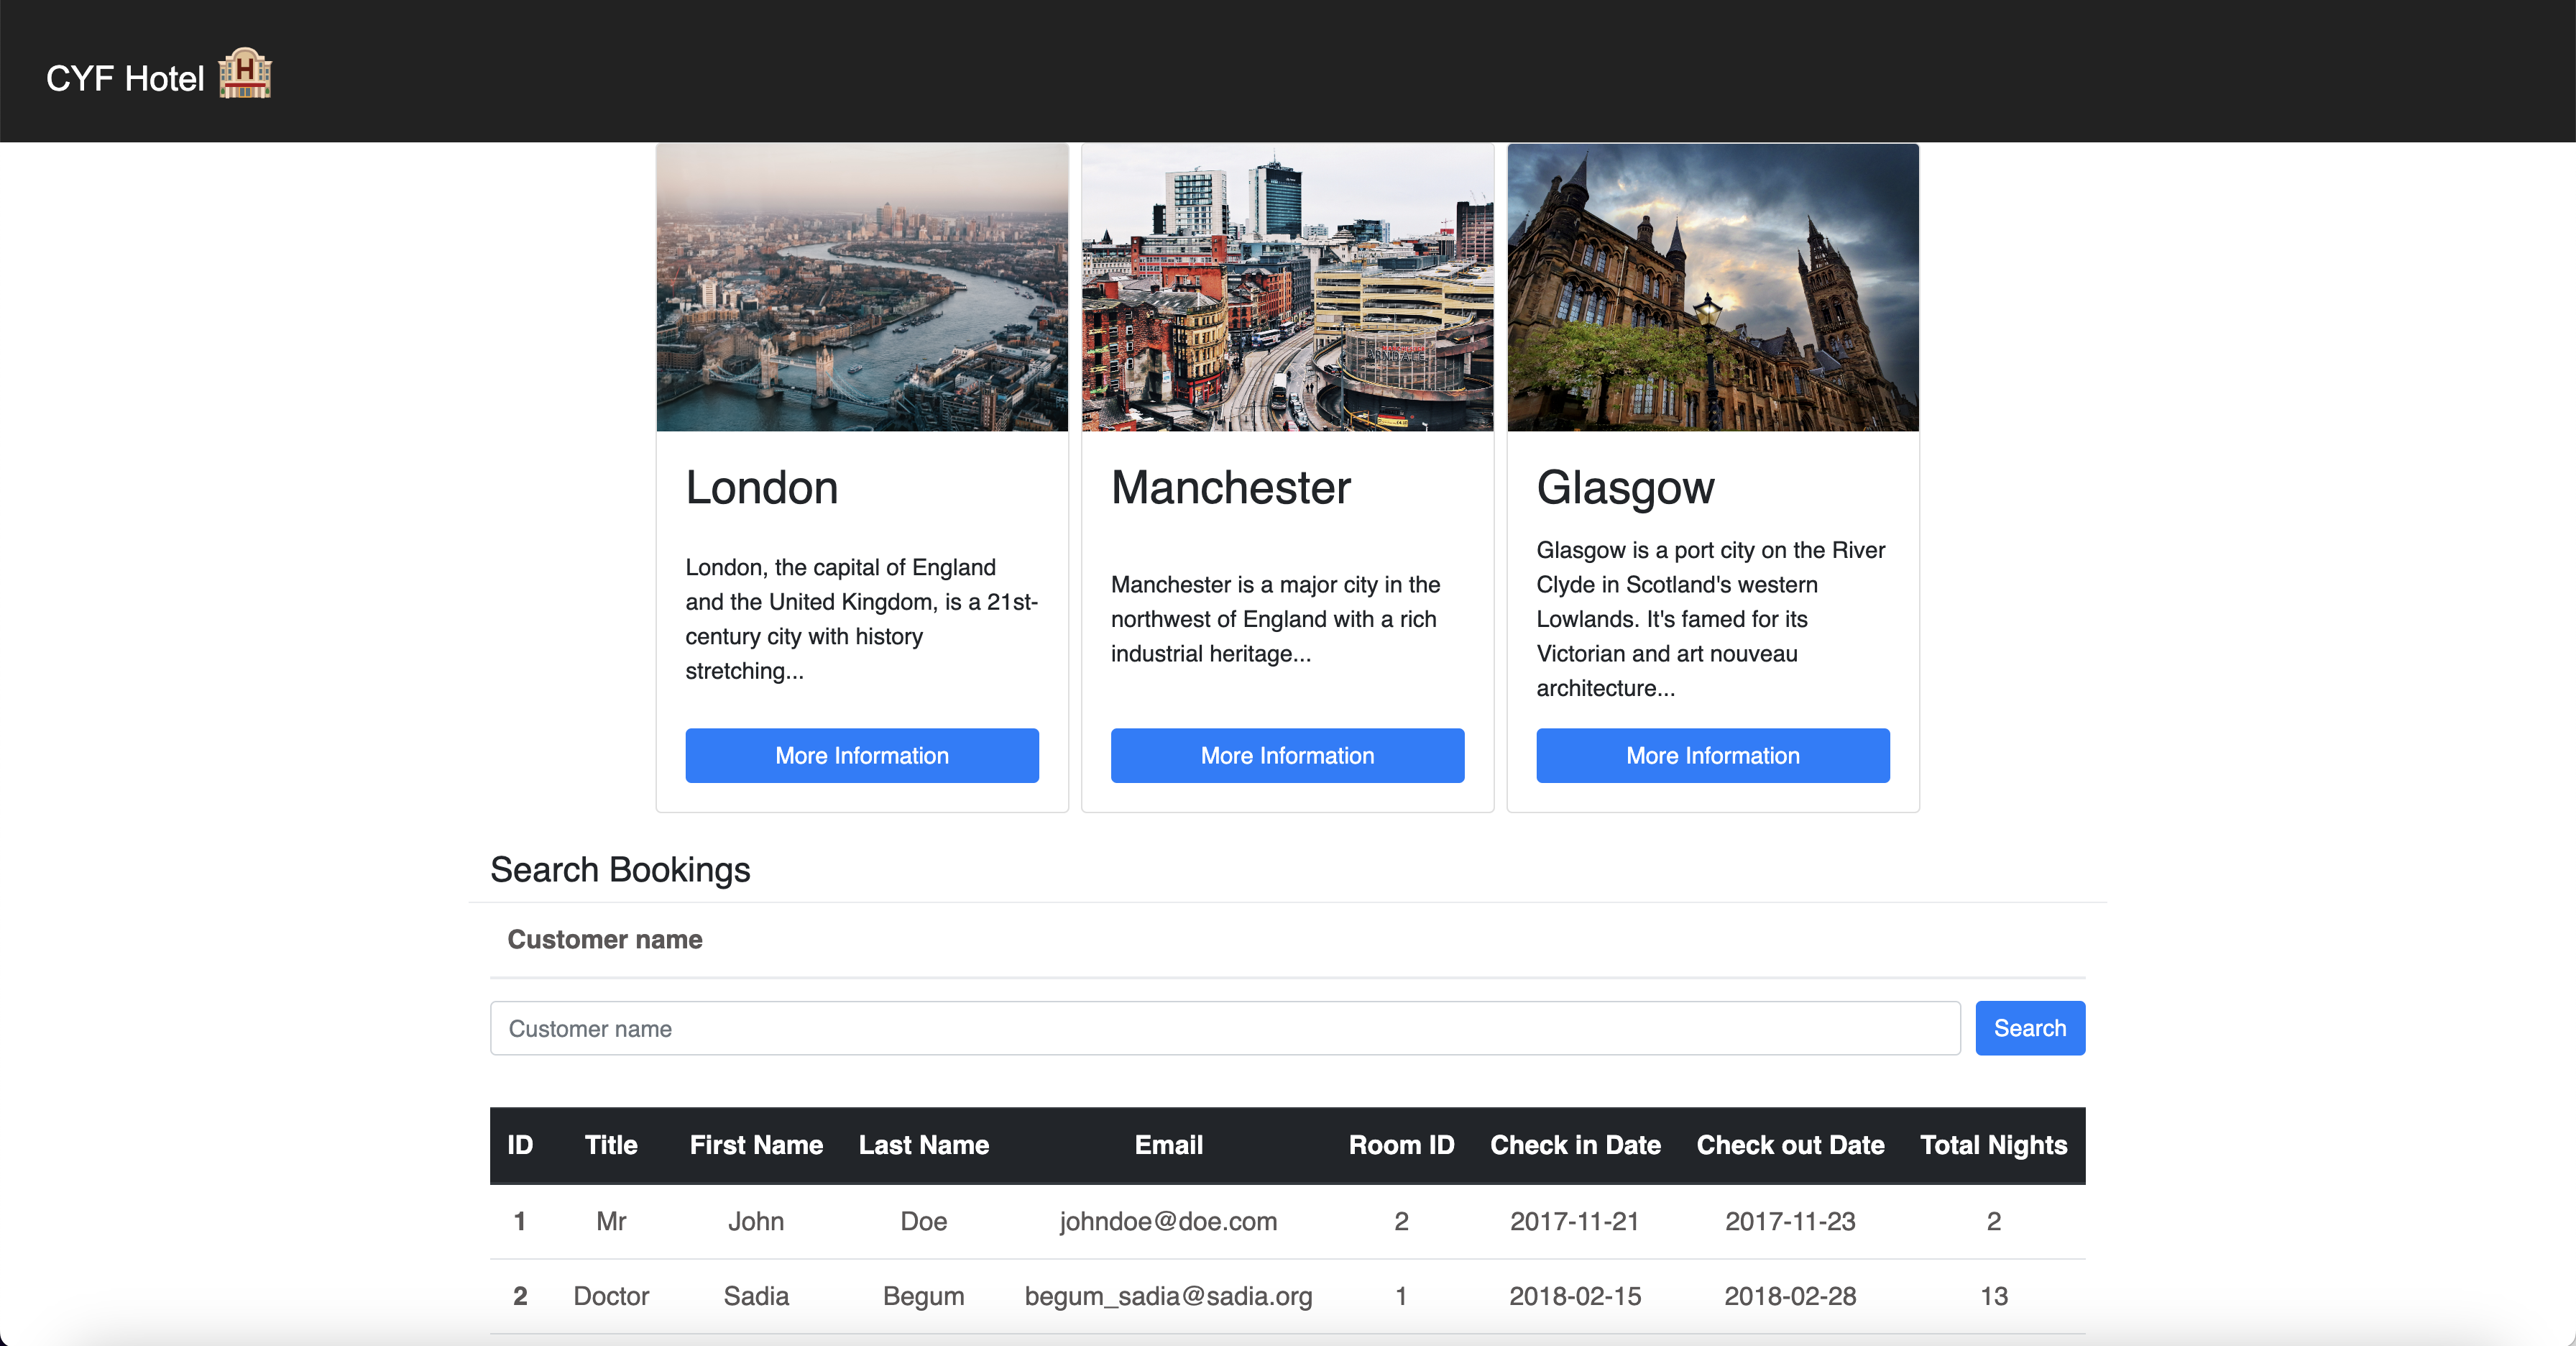 CYF Hotel
H
ARNDALE
London
Manchester
Glasgow
London, the capital of England
and the United Kingdom, is a 21st-
century city with history
stretching...
Manchester is a major city in the
northwest of England with a rich
industrial heritage...
Glasgow is a port city on the River
Clyde in Scotland's western
Lowlands. It's famed for its
Victorian and art nouveau
architecture...
More Information
More Information
More Information
Search Bookings
Customer name
Customer name
Search
ID Title First Name Last Name Email Room ID Check in Date Check out Date Total Nights
1 Mr John Doe johndoe@doe.com 2 2017-11-21 2017-11-23 2
2 Doctor Sadia Begum begum_sadia@sadia.org 1 2018-02-15 2018-02-28 13